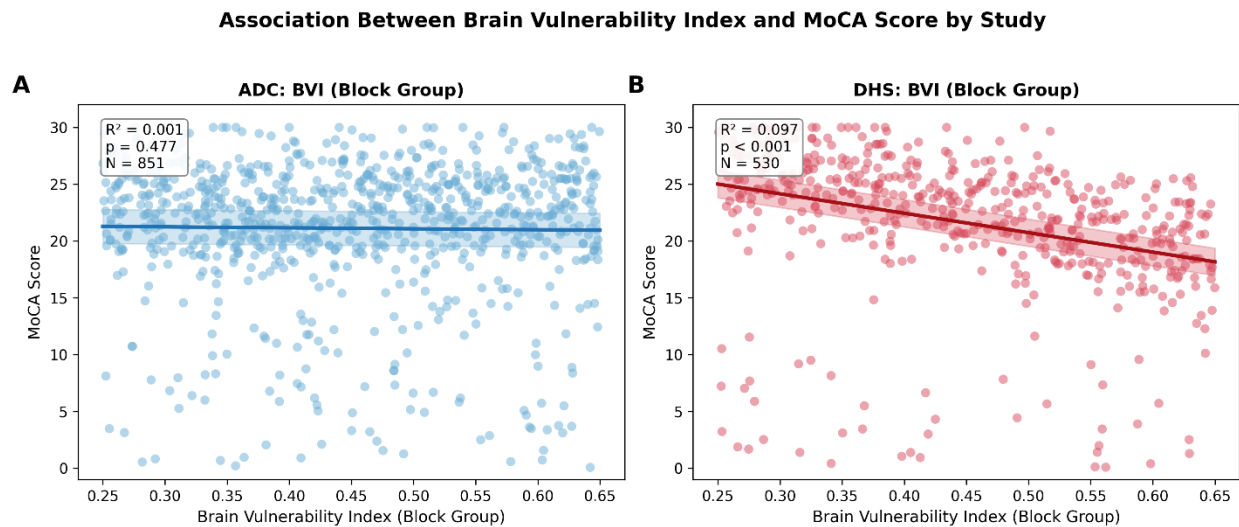 Association Between Brain Vulnerability Index and MoCA Score by Study
A
ADC: BVI (Block Group)
R² = 0.001
p = 0.477
N = 851
MoCA Score
30
25
20
15
10
5
0
0.25 0.30 0.35 0.40 0.45 0.50 0.55 0.60 0.65
Brain Vulnerability Index (Block Group)
B
DHS: BVI (Block Group)
R² = 0.097
p < 0.001
N = 530
MoCA Score
30
25
20
15
10
5
0
0.25 0.30 0.35 0.40 0.45 0.50 0.55 0.60 0.65
Brain Vulnerability Index (Block Group)